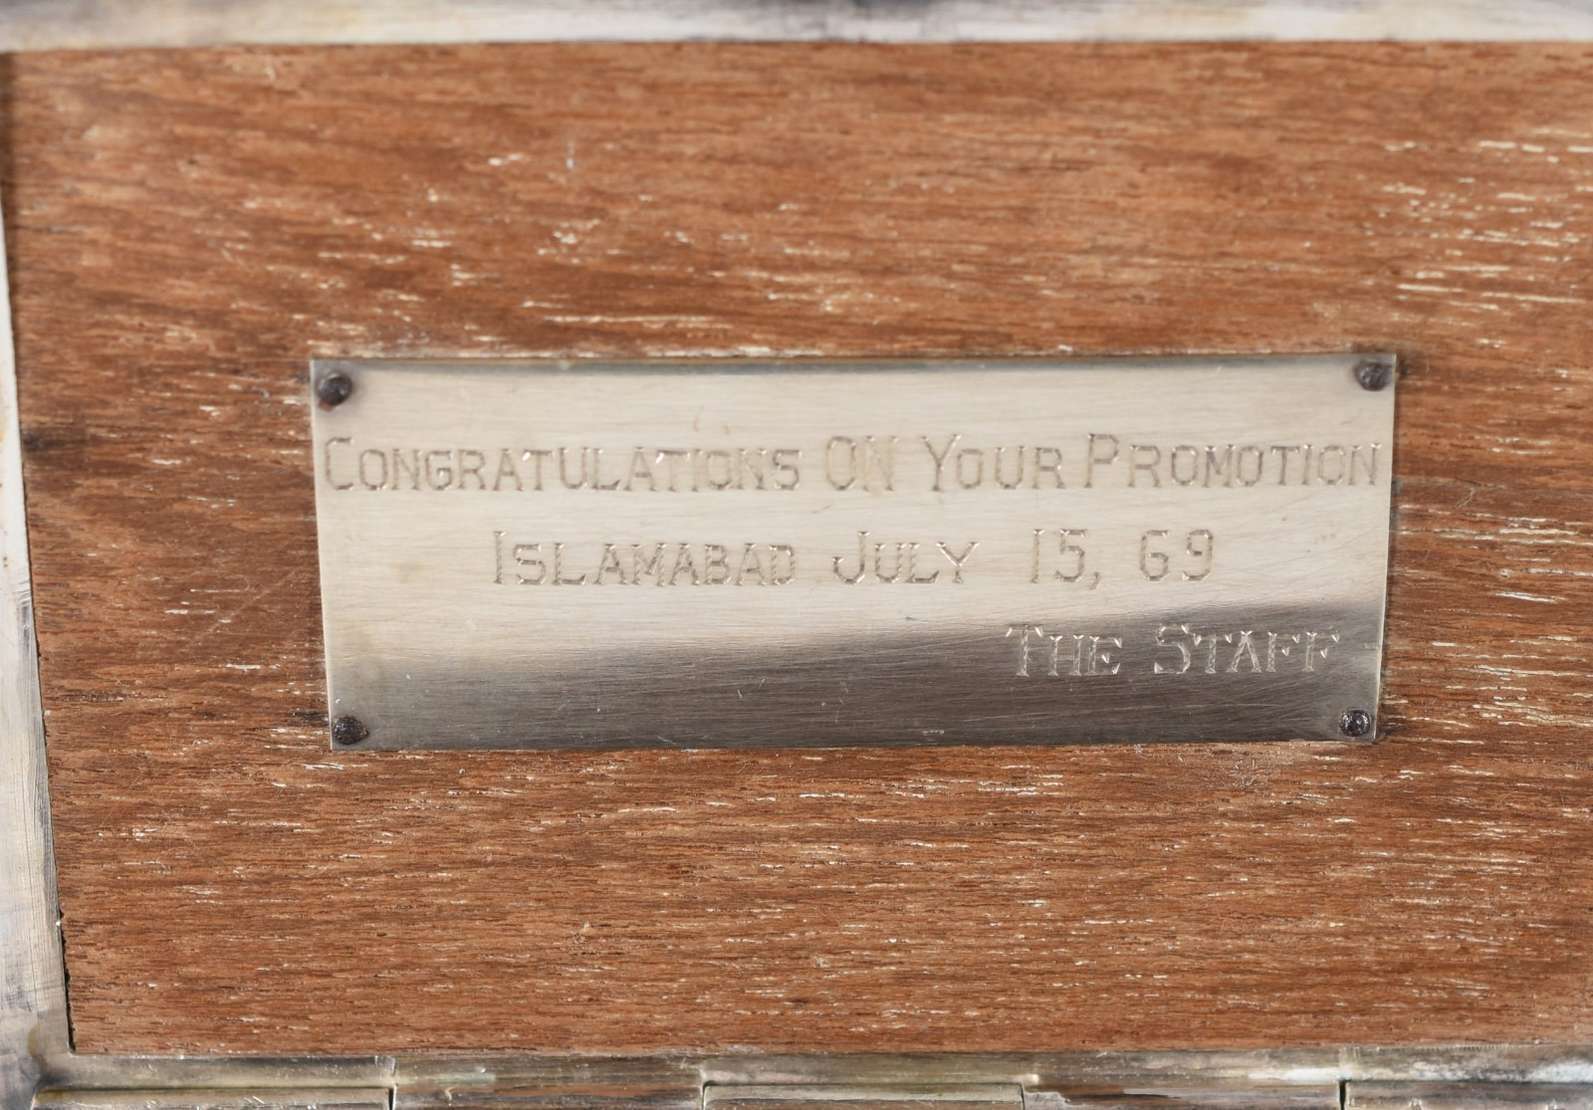 CONGRATULATIONS ON YOUR PROMOTION
ISLAMABAD JULY 15, 69
THE STAFF